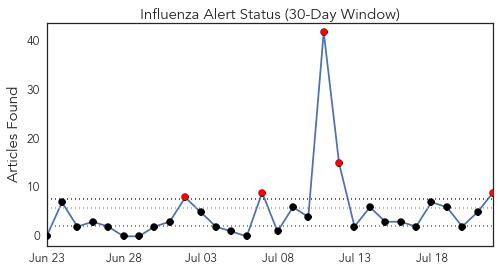 Influenza Alert Status (30-Day Window)
Articles Found
40
30
20
10
0
Jun 23 Jun 28 Jul 03 Jul 08 Jul 13 Jul 18